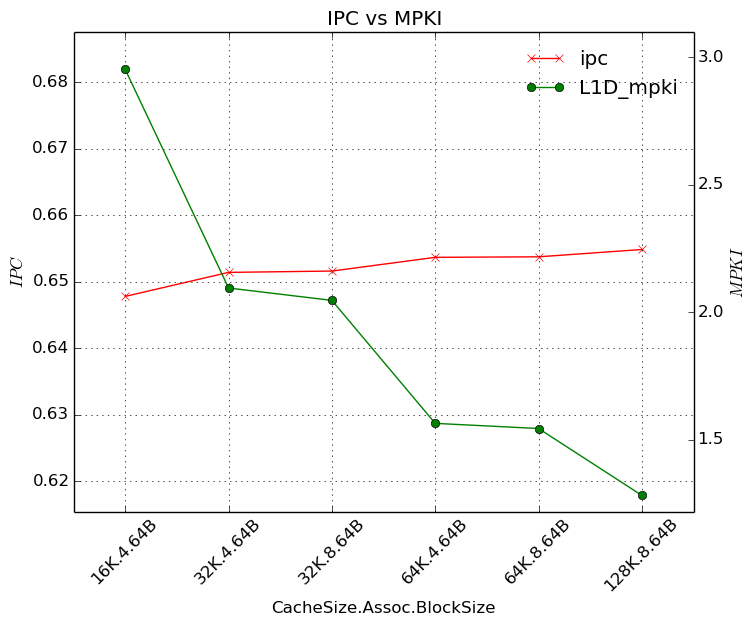 IPC vs MPKI
ipc
L1D_mpki
0.68
0.67
0.66
0.65
0.64
0.63
0.62
IPC
3.0
2.5
2.0
1.5
MPKI
16K.4.64B
32K.4.64B
32K.8.64B
64K.4.64B
64K.8.64B
128K.8.64B
CacheSize.Assoc.BlockSize